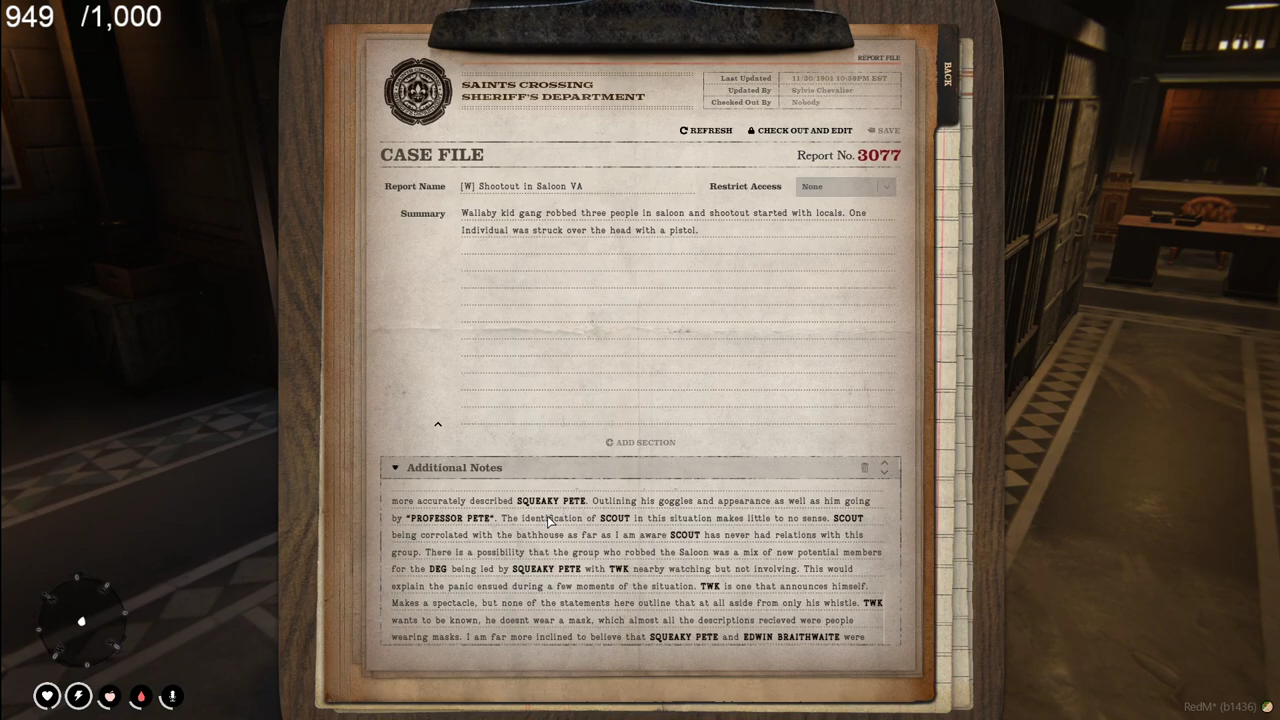 949 /1,000
REPORT FILE
BACK
SAINTS CROSSING
SHERIFF'S DEPARTMENT
Last Updated 11/30/1901 10:58PM EST
Updated By Sylvie Chevalier
Checked Out By Nobody
REFRESH CHECK OUT AND EDIT SAVE
CASE FILE Report No. 3077
Report Name [W] Shootout in Saloon VA Restrict Access None
Summary Wallaby kid gang robbed three people in saloon and shootout started with locals. One
Individual was struck over the head with a pistol.
ADD SECTION
Additional Notes
more accurately described SQUEAKY PETE. Outlining his goggles and appearance as well as him going
by "PROFESSOR PETE". The identification of SCOUT in this situation makes little to no sense. SCOUT
being corrolated with the bathhouse as far as I am aware SCOUT has never had relations with this
group. There is a possibility that the group who robbed the Saloon was a mix of new potential members
for the DEG being led by SQUEAKY PETE with TWK nearby watching but not involving. This would
explain the panic ensued during a few moments of the situation. TWK is one that announces himself.
Makes a spectacle, but none of the statements here outline that at all aside from only his whistle. TWK
wants to be known, he doesnt wear a mask, which almost all the descriptions recieved were people
wearing masks. I am far more inclined to believe that SQUEAKY PETE and EDWIN BRAITHWAITE were
RedM* (b1436)